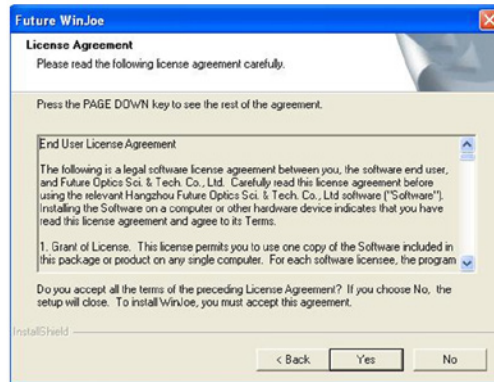 Future WinJoe
License Agreement
Please read the following license agreement carefully.
Press the PAGE DOWN key to see the rest of the agreement.
End User License Agreement
The following is a legal software license agreement between you, the software end user,
and Future Optics Sci. & Tech. Co., Ltd. Carefully read this license agreement before
using the relevant Hangzhou Future Optics Sci. & Tech. Co., Ltd software ("Software").
Installing the Software on a computer or other hardware device indicates that you have
read this license agreement and agree to its Terms.
1. Grant of License. This license permits you to use one copy of the Software included in
this package or product on any single computer. For each software licensee, the program
Do you accept all the terms of the preceding License Agreement? If you choose No, the
setup will close. To install WinJoe, you must accept this agreement.
InstallShield
< Back
Yes
No